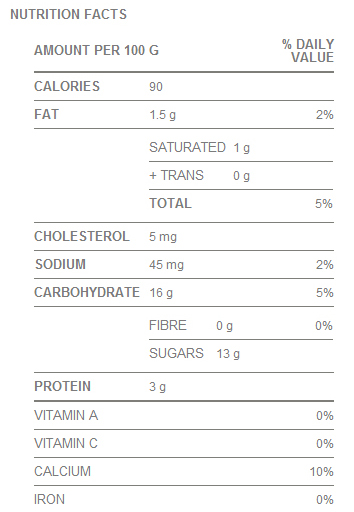 NUTRITION FACTS
AMOUNT PER 100 G % DAILY VALUE
CALORIES 90
FAT 1.5 g 2%
SATURATED 1 g
+ TRANS 0 g
TOTAL 5%
CHOLESTEROL 5 mg
SODIUM 45 mg 2%
CARBOHYDRATE 16 g 5%
FIBRE 0 g 0%
SUGARS 13 g
PROTEIN 3 g
VITAMIN A 0%
VITAMIN C 0%
CALCIUM 10%
IRON 0%